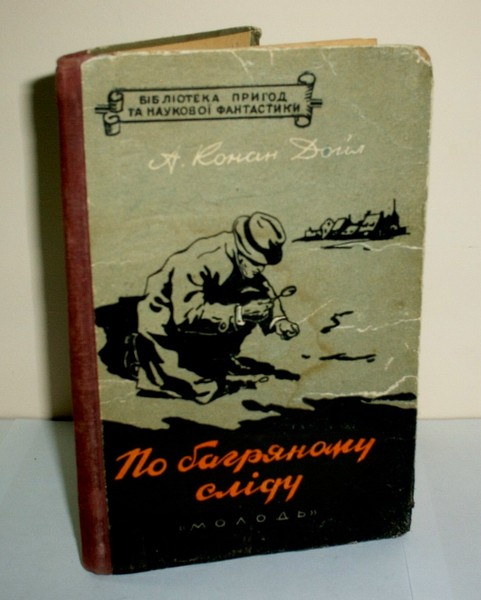 БІБЛІОТЕКА ПРИГОД
ТА НАУКОВОЇ ФАНТАСТИКИ
А. Конан Дойл
По багряному
сліду
"МОЛОДЬ"